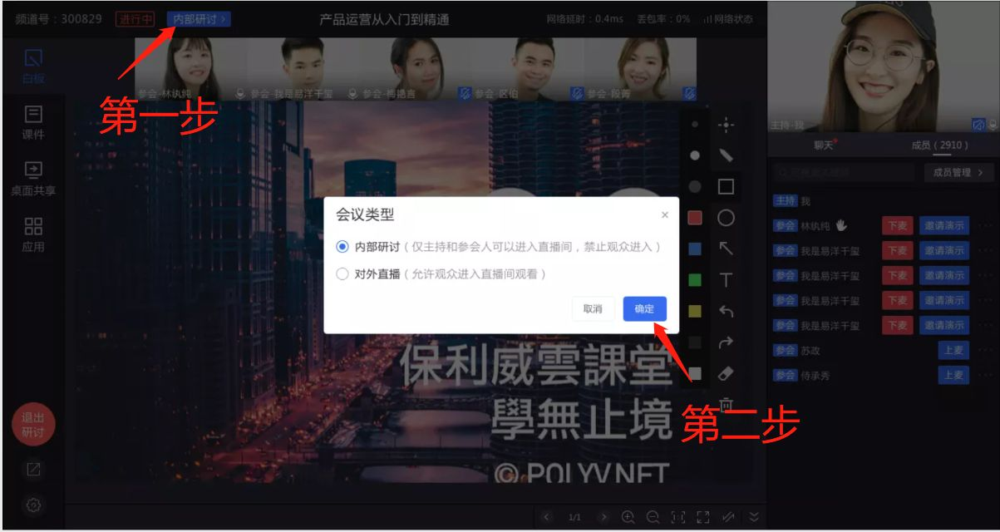 频道号：300829 进行中 内部研讨 > 产品运营从入门到精通 网络延时：0.4ms 丢包率：0% 网络状态
参会-林纨纯 参会-我是易洋千玺 参会-梅艳言 参会-区伯 参会-段菁
主持-我
第一步
白板
课件
桌面共享
应用
退出
研讨
会议类型
×
内部研讨（仅主持和参会人可以进入直播间，禁止观众进入）
对外直播（允许观众进入直播间观看）
取消 确定
保利威雲課堂
學無止境
© POLYV.NET
第二步
T
1/1
聊天 成员（2910）
成员管理 >
主持 我
参会 林纨纯 下麦 邀请演示
参会 我是易洋千玺 下麦 邀请演示
参会 我是易洋千玺 下麦 邀请演示
参会 我是易洋千玺 下麦 邀请演示
参会 我是易洋千玺 下麦 邀请演示
参会 苏政 上麦
参会 侍承秀 上麦